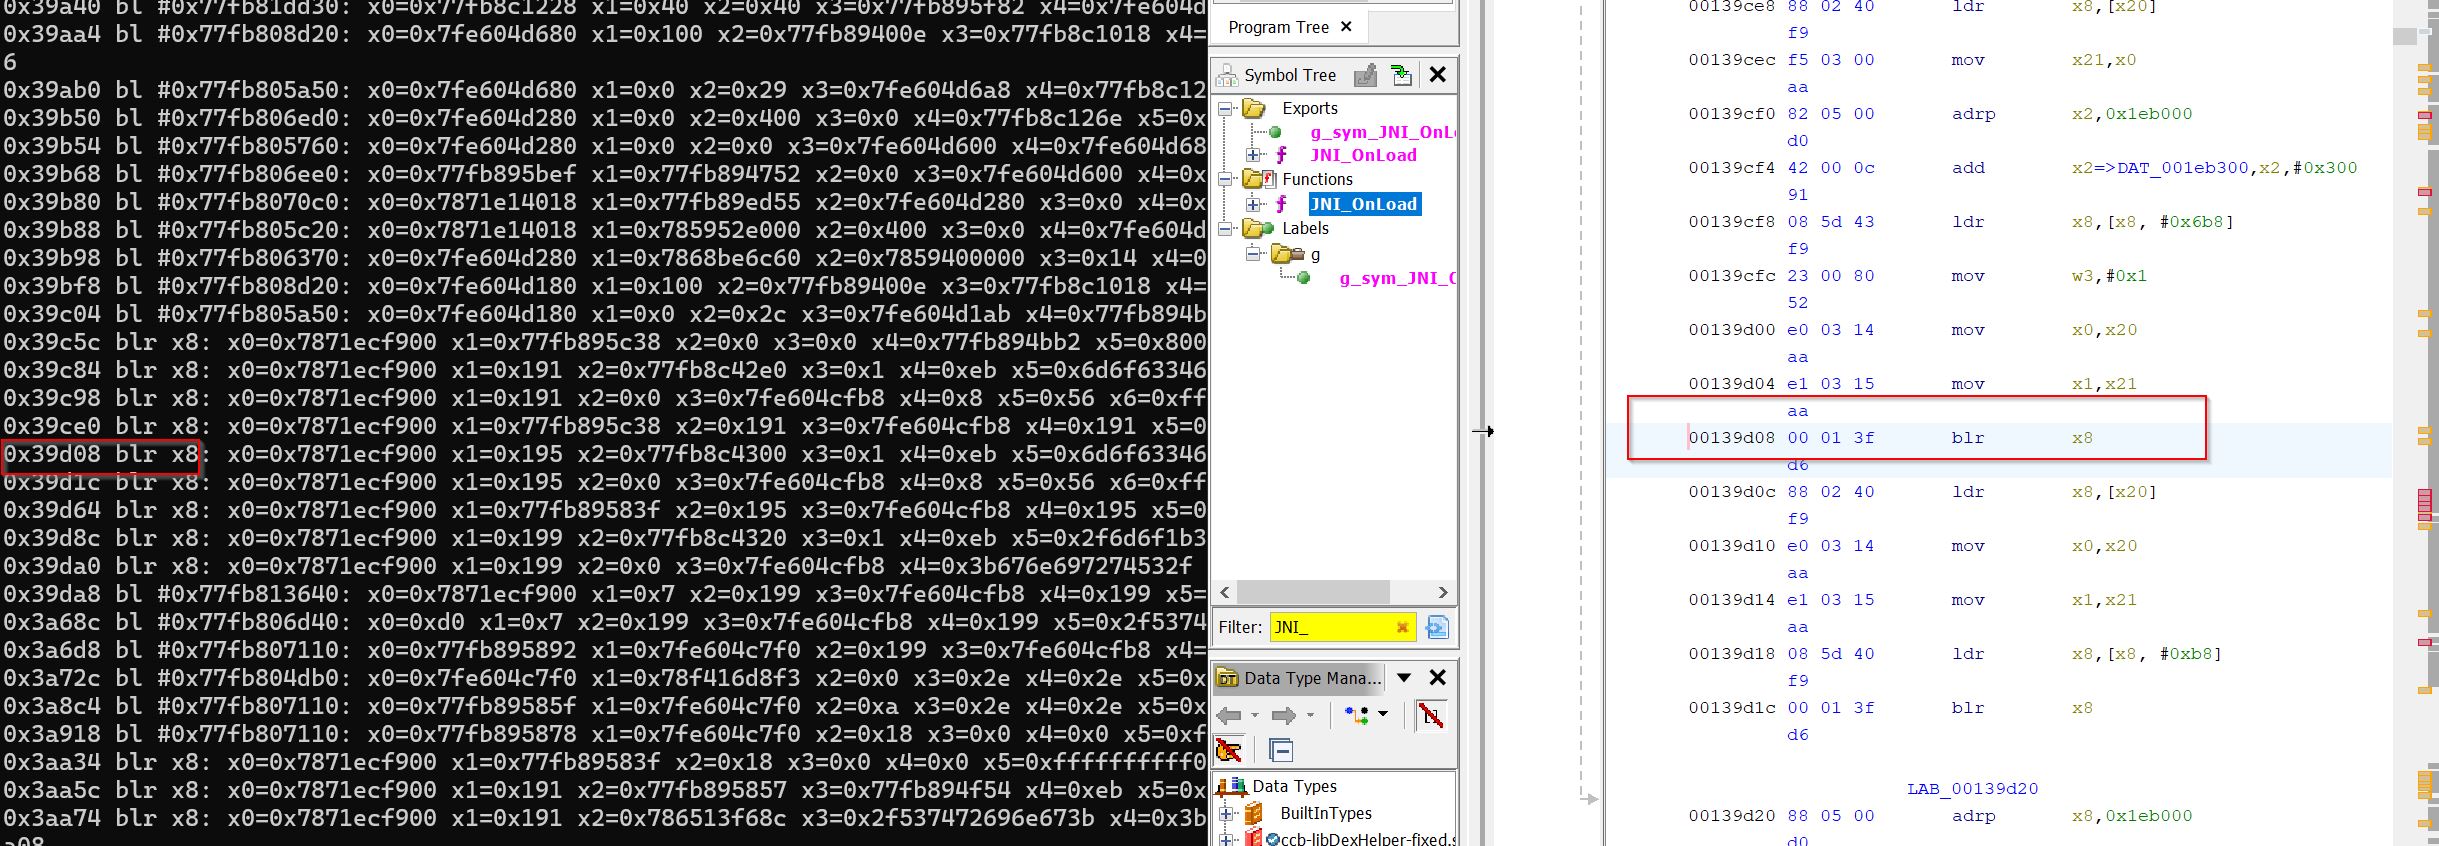 0x39a40 bl #0x77fb81dd30: x0=0x77fb8c1228 x1=0x40 x2=0x40 x3=0x77fb895f82 x4=0x7fe604d
0x39aa4 bl #0x77fb808d20: x0=0x7fe604d680 x1=0x100 x2=0x77fb89400e x3=0x77fb8c1018 x4=
6
0x39ab0 bl #0x77fb805a50: x0=0x7fe604d680 x1=0x0 x2=0x29 x3=0x7fe604d6a8 x4=0x77fb8c12
0x39b50 bl #0x77fb806ed0: x0=0x7fe604d280 x1=0x0 x2=0x400 x3=0x0 x4=0x77fb8c126e x5=0x
0x39b54 bl #0x77fb805760: x0=0x7fe604d280 x1=0x0 x2=0x0 x3=0x7fe604d600 x4=0x7fe604d68
0x39b68 bl #0x77fb806ee0: x0=0x77fb895bef x1=0x77fb894752 x2=0x0 x3=0x7fe604d600 x4=0x
0x39b80 bl #0x77fb8070c0: x0=0x7871e14018 x1=0x77fb89ed55 x2=0x7fe604d280 x3=0x0 x4=0x
0x39b88 bl #0x77fb805c20: x0=0x7871e14018 x1=0x785952e000 x2=0x400 x3=0x0 x4=0x7fe604d
0x39b98 bl #0x77fb806370: x0=0x7fe604d280 x1=0x7868be6c60 x2=0x7859400000 x3=0x14 x4=0
0x39bf8 bl #0x77fb808d20: x0=0x7fe604d180 x1=0x100 x2=0x77fb89400e x3=0x77fb8c1018 x4=
0x39c04 bl #0x77fb805a50: x0=0x7fe604d180 x1=0x0 x2=0x2c x3=0x7fe604d1ab x4=0x77fb894b
0x39c5c blr x8: x0=0x7871ecf900 x1=0x77fb895c38 x2=0x0 x3=0x0 x4=0x77fb894bb2 x5=0x800
0x39c84 blr x8: x0=0x7871ecf900 x1=0x191 x2=0x77fb8c42e0 x3=0x1 x4=0xeb x5=0x6d6f63346
0x39c98 blr x8: x0=0x7871ecf900 x1=0x191 x2=0x0 x3=0x7fe604cfb8 x4=0x8 x5=0x56 x6=0xff
0x39ce0 blr x8: x0=0x7871ecf900 x1=0x77fb895c38 x2=0x191 x3=0x7fe604cfb8 x4=0x191 x5=0
0x39d08 blr x8: x0=0x7871ecf900 x1=0x195 x2=0x77fb8c4300 x3=0x1 x4=0xeb x5=0x6d6f63346
0x39d1c blr x8: x0=0x7871ecf900 x1=0x195 x2=0x0 x3=0x7fe604cfb8 x4=0x8 x5=0x56 x6=0xff
0x39d64 blr x8: x0=0x7871ecf900 x1=0x77fb89583f x2=0x195 x3=0x7fe604cfb8 x4=0x195 x5=0
0x39d8c blr x8: x0=0x7871ecf900 x1=0x199 x2=0x77fb8c4320 x3=0x1 x4=0xeb x5=0x2f6d6f1b3
0x39da0 blr x8: x0=0x7871ecf900 x1=0x199 x2=0x0 x3=0x7fe604cfb8 x4=0x3b676e697274532f
0x39da8 bl #0x77fb813640: x0=0x7871ecf900 x1=0x7 x2=0x199 x3=0x7fe604cfb8 x4=0x199 x5=
0x3a68c bl #0x77fb806d40: x0=0xd0 x1=0x7 x2=0x199 x3=0x7fe604cfb8 x4=0x199 x5=0x2f5374
0x3a6d8 bl #0x77fb807110: x0=0x77fb895892 x1=0x7fe604c7f0 x2=0x199 x3=0x7fe604cfb8 x4=
0x3a72c bl #0x77fb804db0: x0=0x7fe604c7f0 x1=0x78f416d8f3 x2=0x0 x3=0x2e x4=0x2e x5=0x
0x3a8c4 bl #0x77fb807110: x0=0x77fb89585f x1=0x7fe604c7f0 x2=0xa x3=0x2e x4=0x2e x5=0x
0x3a918 bl #0x77fb807110: x0=0x77fb895878 x1=0x7fe604c7f0 x2=0x18 x3=0x0 x4=0x0 x5=0xf
0x3aa34 blr x8: x0=0x7871ecf900 x1=0x77fb89583f x2=0x18 x3=0x0 x4=0x0 x5=0xffffffffff0
0x3aa5c blr x8: x0=0x7871ecf900 x1=0x191 x2=0x77fb895857 x3=0x77fb894f54 x4=0xeb x5=0x
0x3aa74 blr x8: x0=0x7871ecf900 x1=0x191 x2=0x786513f68c x3=0x2f537472696e673b x4=0x3b
Program Tree
Symbol Tree
Exports
g_sym_JNI_OnL
JNI_OnLoad
Functions
JNI_OnLoad
Labels
g
g_sym_JNI_
Filter: JNI_
Data Type Mana...
Data Types
BuiltInTypes
ccb-libDexHelper-fixed.s
00139ce8 88 02 40 ldr x8,[x20]
f9
00139cec f5 03 00 mov x21,x0
aa
00139cf0 82 05 00 adrp x2,0x1eb000
d0
00139cf4 42 00 0c add x2=>DAT_001eb300,x2,#0x300
91
00139cf8 08 5d 43 ldr x8,[x8, #0x6b8]
f9
00139cfc 23 00 80 mov w3,#0x1
52
00139d00 e0 03 14 mov x0,x20
aa
00139d04 e1 03 15 mov x1,x21
aa
00139d08 00 01 3f blr x8
d6
00139d0c 88 02 40 ldr x8,[x20]
f9
00139d10 e0 03 14 mov x0,x20
aa
00139d14 e1 03 15 mov x1,x21
aa
00139d18 08 5d 40 ldr x8,[x8, #0xb8]
f9
00139d1c 00 01 3f blr x8
d6
LAB_00139d20
00139d20 88 05 00 adrp x8,0x1eb000
d0